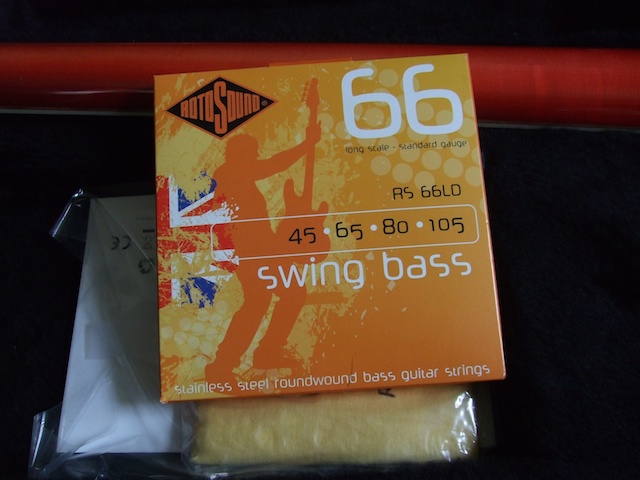 ROTOSOUND
66
long scale - standard gauge
RS 66LD
45 • 65 • 80 • 105
swing bass
stainless steel roundwound bass guitar strings
CE